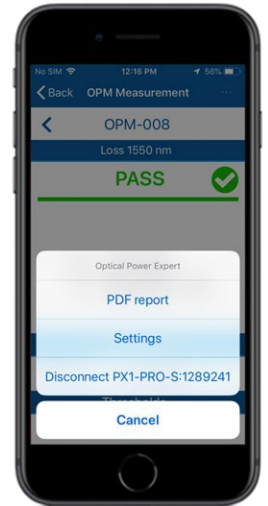 No SIM 12:16 PM 56%
Back OPM Measurement ...
OPM-008
Loss 1550 nm
PASS
Optical Power Expert
PDF report
Settings
Disconnect PX1-PRO-S:1289241
Thresholds
Cancel